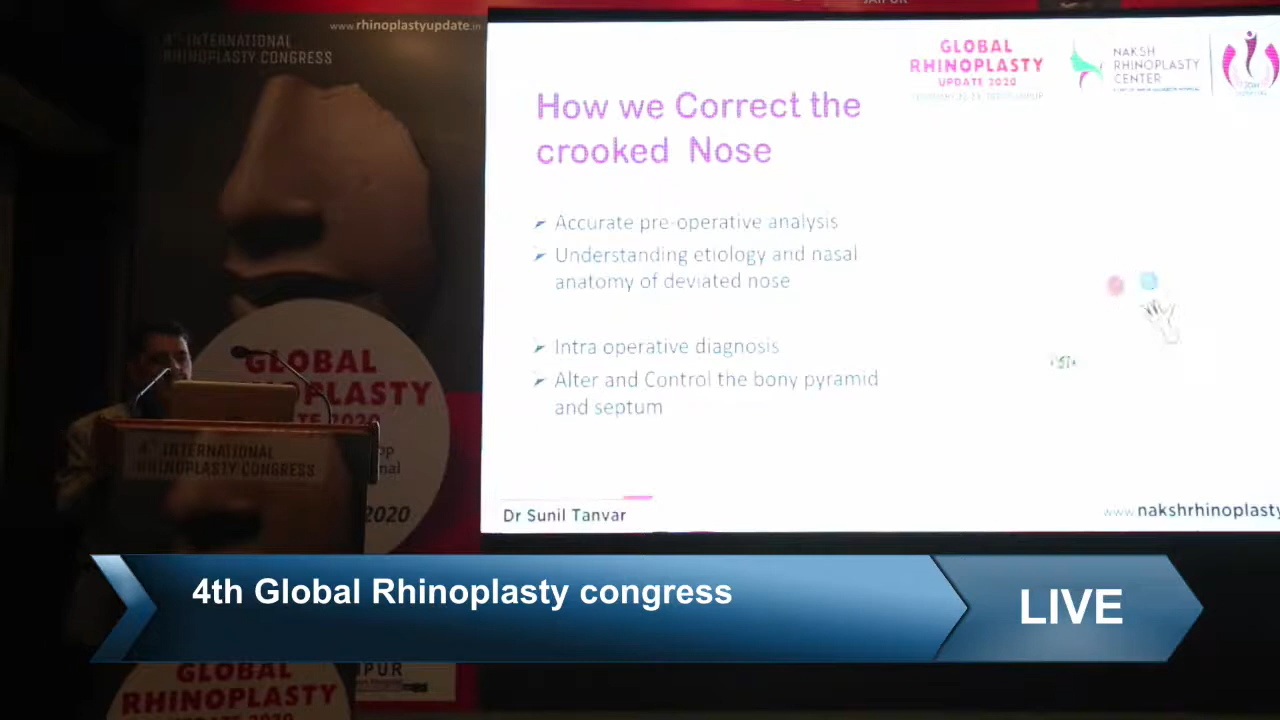 www.rhinoplastyupdate.in
4TH INTERNATIONAL
RHINOPLASTY CONGRESS
GLOBAL
RHINOPLASTY
UPDATE 2020
NAKSH
RHINOPLASTY
CENTER
How we Correct the
crooked Nose
Accurate pre-operative analysis
Understanding etiology and nasal
anatomy of deviated nose
Intra operative diagnosis
Alter and Control the bony pyramid
and septum
Dr Sunil Tanvar
www.nakshrhinoplasty
GLOBAL
2020
4TH INTERNATIONAL
RHINOPLASTY CONGRESS
2020
4th Global Rhinoplasty congress
LIVE
GLOBAL
RHINOPLASTY